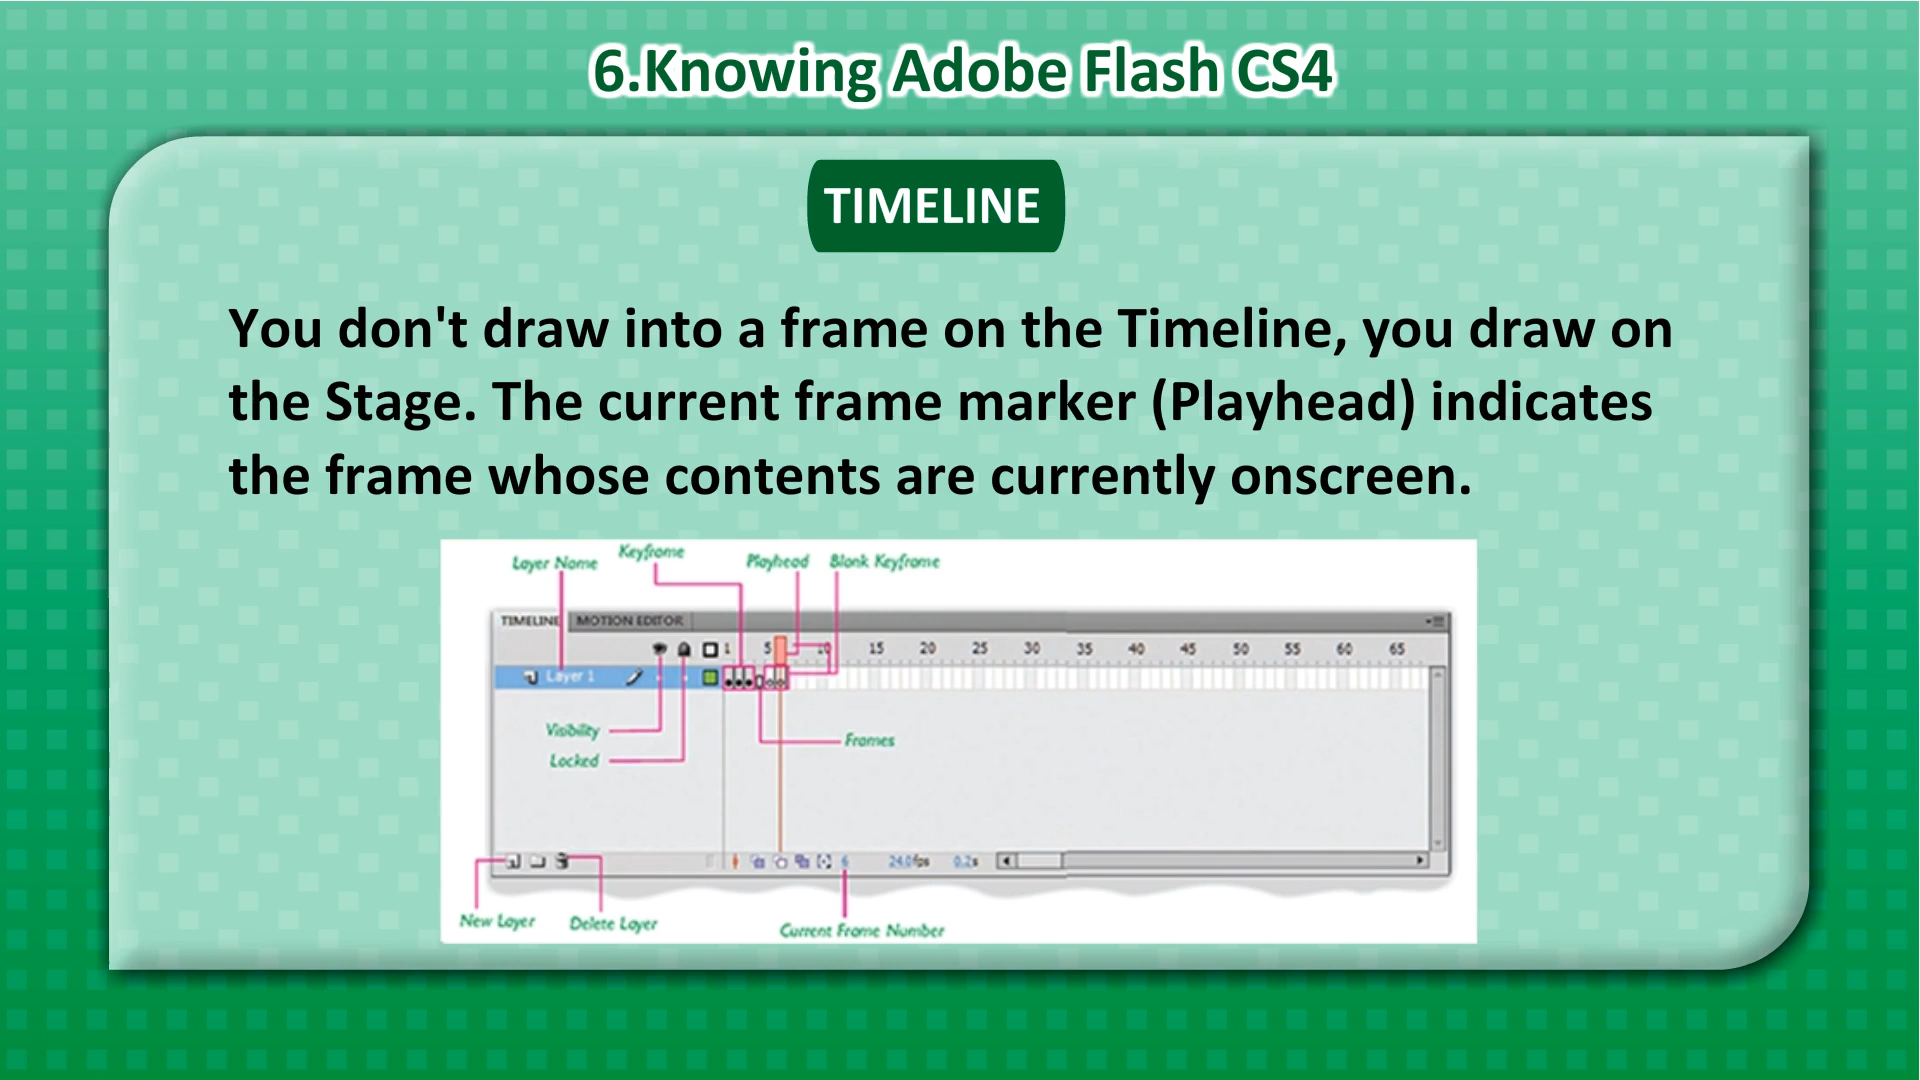 6.Knowing Adobe Flash CS4
TIMELINE
You don't draw into a frame on the Timeline, you draw on
the Stage. The current frame marker (Playhead) indicates
the frame whose contents are currently onscreen.
Layer Name
Keyframe
Playhead
Blank Keyframe
TIMELINE
MOTION EDITOR
1 5 10 15 20 25 30 35 40 45 50 55 60 65
Layer 1
Visibility
Locked
Frames
6 24.0fps 0.2s
New Layer
Delete Layer
Current Frame Number